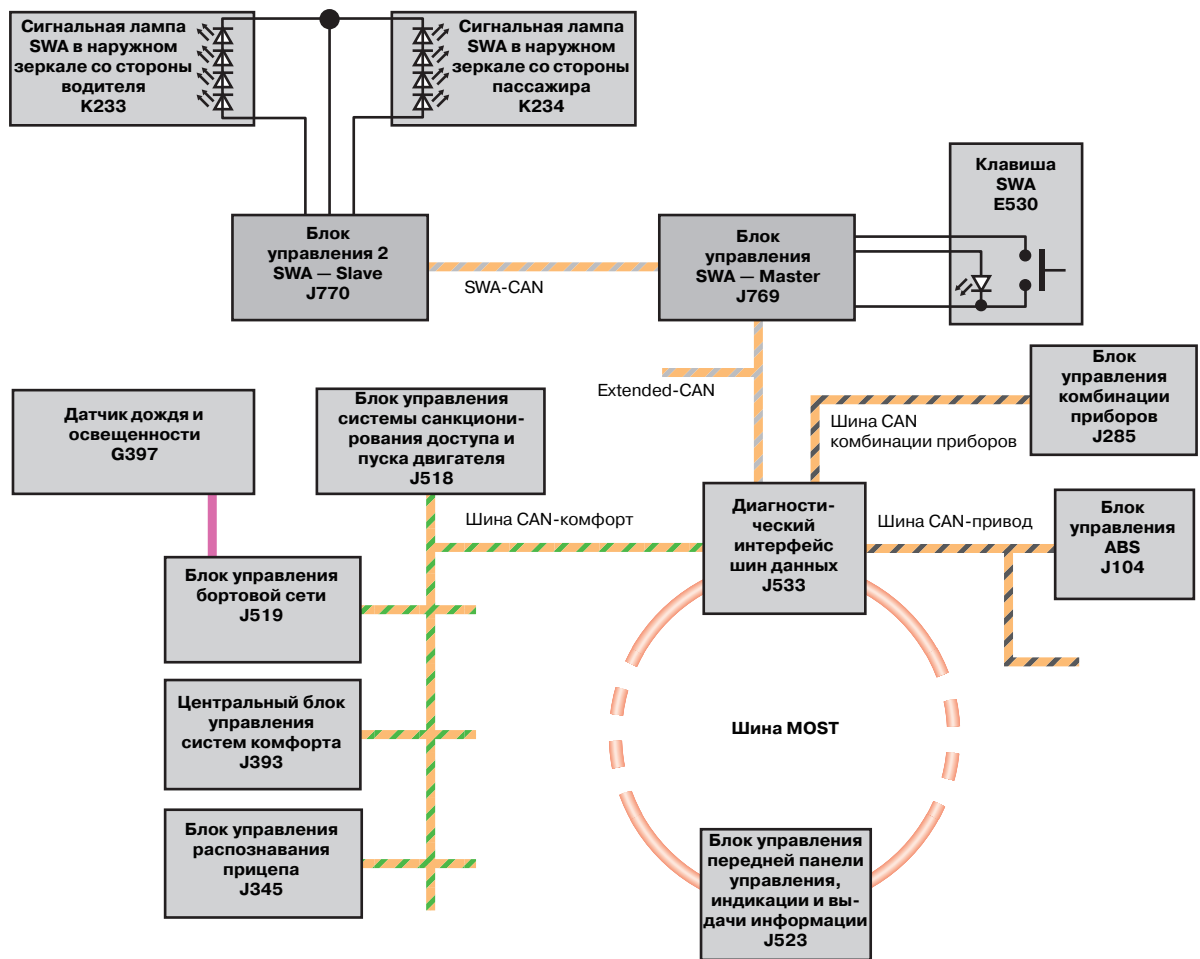 Сигнальная лампа
SWA в наружном
зеркале со стороны
водителя
K233
Сигнальная лампа
SWA в наружном
зеркале со стороны
пассажира
K234
Клавиша
SWA
E530
Блок
управления 2
SWA — Slave
J770
SWA-CAN
Блок
управления
SWA — Master
J769
Extended-CAN
Блок
управления
комбинации
приборов
J285
Шина CAN
комбинации приборов
Датчик дождя и
освещенности
G397
Блок управления
системы санкциони-
рования доступа и
пуска двигателя
J518
Шина CAN-комфорт
Диагности-
ческий
интерфейс
шин данных
J533
Шина CAN-привод
Блок
управления
ABS
J104
Блок управления
бортовой сети
J519
Центральный блок
управления
систем комфорта
J393
Шина MOST
Блок управления
распознавания
прицепа
J345
Блок управления
передней панели
управления,
индикации и вы-
дачи информации
J523